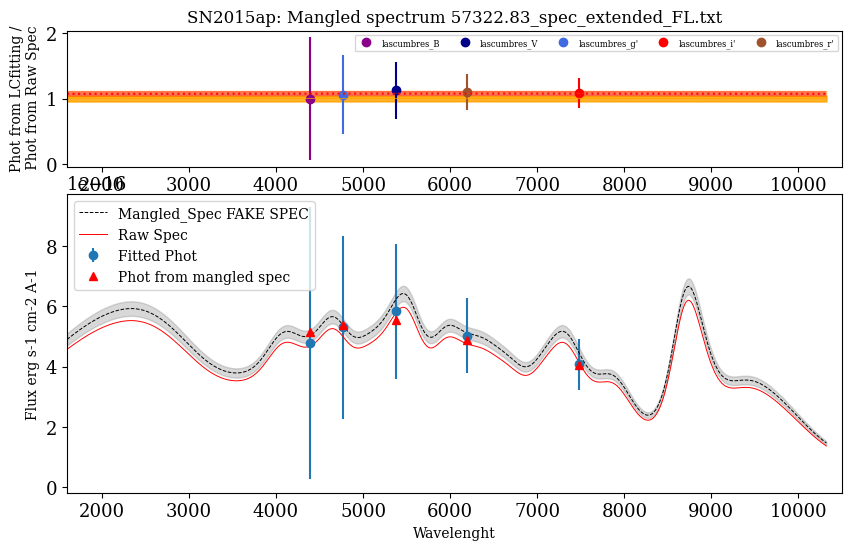 SN2015ap: Mangled spectrum 57322.83_spec_extended_FL.txt
Phot from LCfitting /
Phot from Raw Spec
2
1
0
lascumbres_B lascumbres_V lascumbres_g' lascumbres_i' lascumbres_r'
2000 3000 4000 5000 6000 7000 8000 9000 10000
1e−16
Flux erg s-1 cm-2 A-1
8
6
4
2
0
Mangled_Spec FAKE SPEC
Raw Spec
Fitted Phot
Phot from mangled spec
2000 3000 4000 5000 6000 7000 8000 9000 10000
Wavelenght